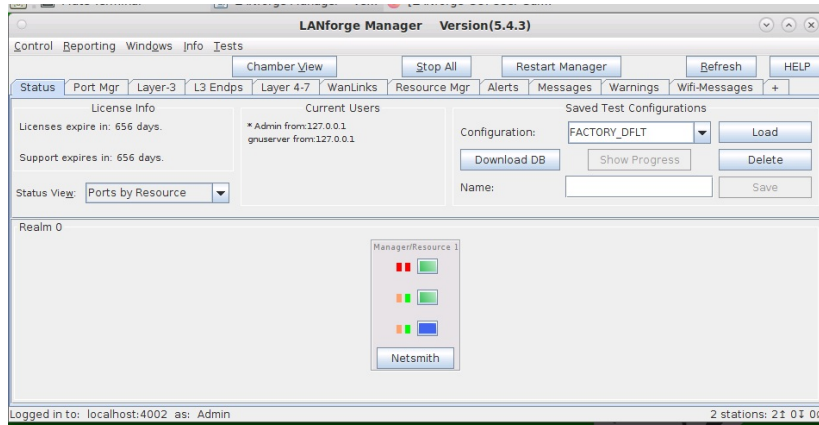 LANforge Manager Version(5.4.3)
Control Reporting Windows Info Tests
Chamber View Stop All Restart Manager Refresh HELP
Status Port Mgr Layer-3 L3 Endps Layer 4-7 WanLinks Resource Mgr Alerts Messages Warnings Wifi-Messages +
License Info
Licenses expire in: 656 days.
Support expires in: 656 days.
Status View: Ports by Resource
Current Users
* Admin from:127.0.0.1
gnuserver from:127.0.0.1
Saved Test Configurations
Configuration: FACTORY_DFLT Load
Download DB Show Progress Delete
Name: Save
Realm 0
Manager/Resource 1
Netsmith
Logged in to: localhost:4002 as: Admin
2 stations: 2↥ 0↧